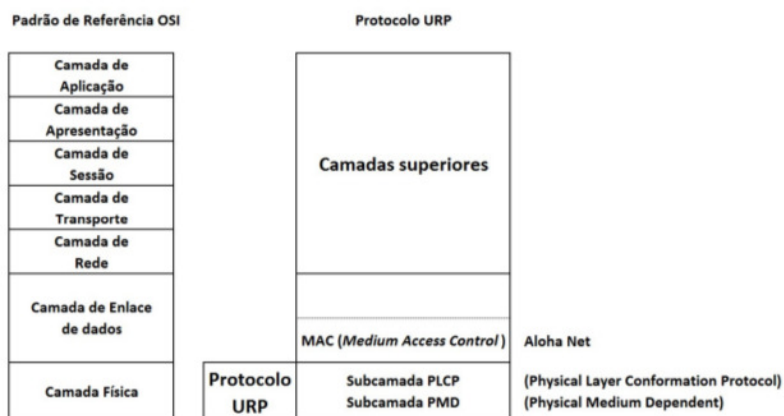 Padrão de Referência OSI
Protocolo URP
Camada de
Aplicação
Camada de
Apresentação
Camada de
Sessão
Camada de
Transporte
Camada de
Rede
Camada de Enlace
de dados
Camada Física
Camadas superiores
MAC (Medium Access Control)
Aloha Net
Protocolo
URP
Subcamada PLCP
Subcamada PMD
(Physical Layer Conformation Protocol)
(Physical Medium Dependent)